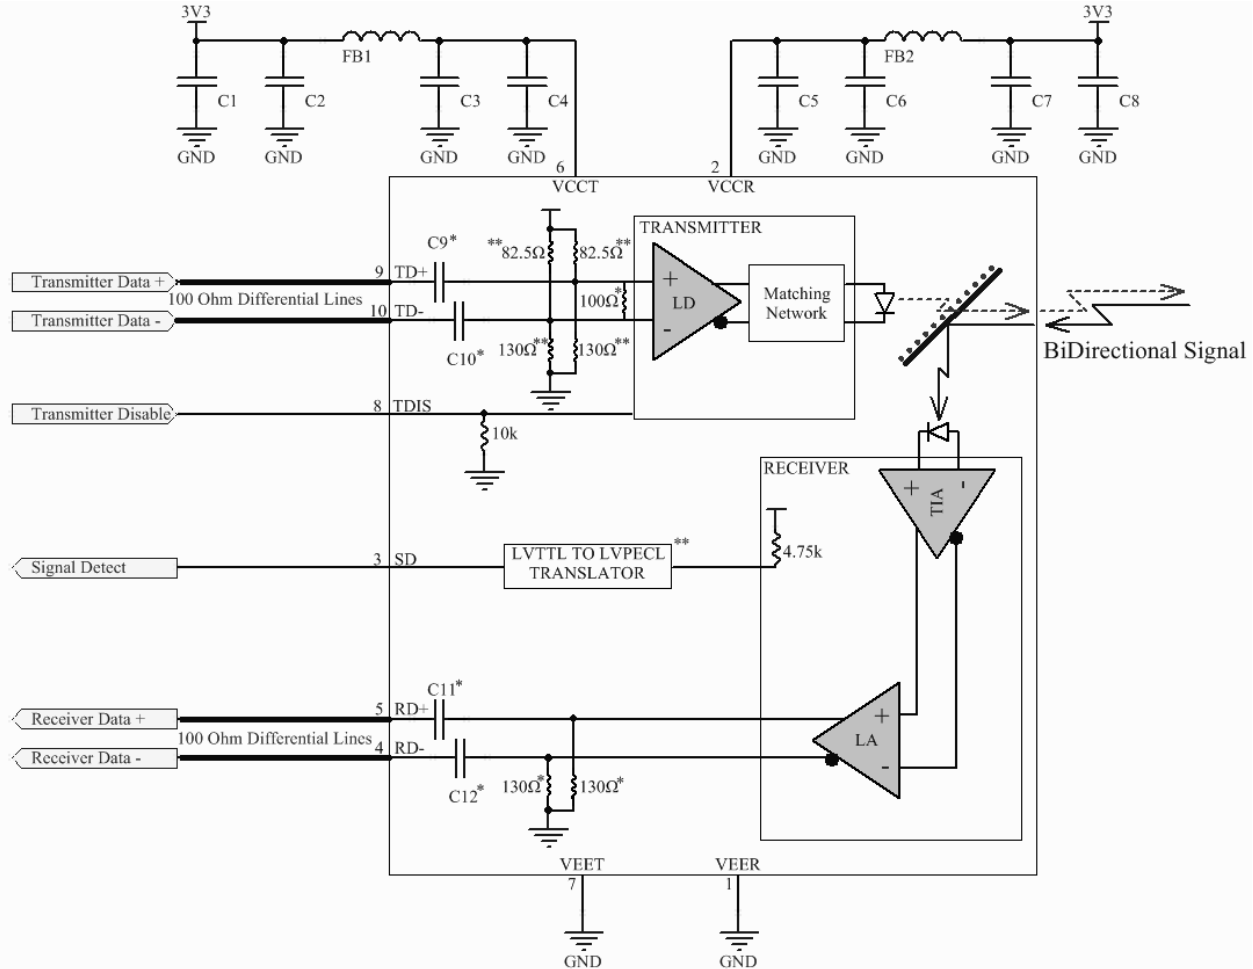 3V3
3V3
FB1
FB2
C1
C2
C3
C4
C5
C6
C7
C8
GND
GND
GND
GND
GND
GND
GND
GND
6
2
VCCT
VCCR
TRANSMITTER
C9*
**82.5Ω
82.5Ω**
Transmitter Data +
9
TD+
100 Ohm Differential Lines
100Ω*
+
LD
-
Matching
Network
Transmitter Data -
10
TD-
C10*
130Ω**
130Ω**
BiDirectional Signal
Transmitter Disable
8
TDIS
10k
RECEIVER
+
-
TIA
Signal Detect
3
SD
LVTTL TO LVPECL
TRANSLATOR
**
4.75k
C11*
Receiver Data +
5
RD+
100 Ohm Differential Lines
+
LA
-
Receiver Data -
4
RD-
C12*
130Ω*
130Ω*
VEET
VEER
7
1
GND
GND